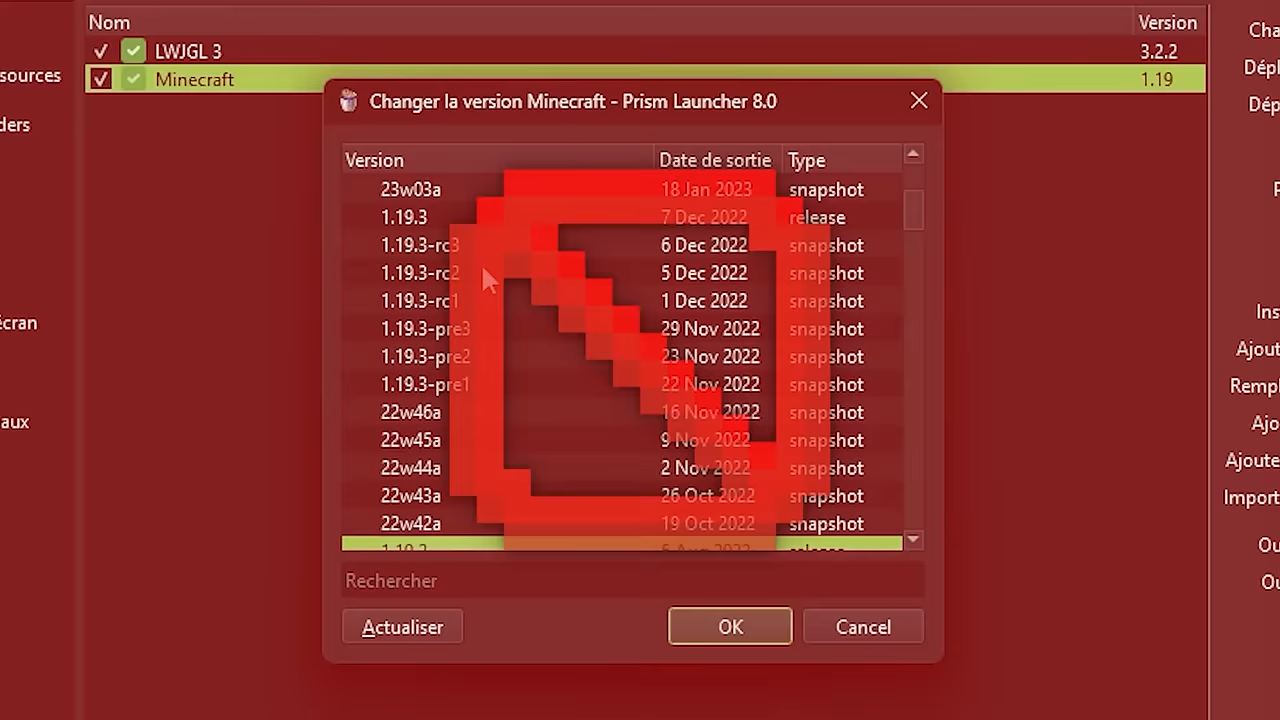 Nom Version
LWJGL 3 3.2.2
Minecraft 1.19
Changer la version Minecraft - Prism Launcher 8.0
Version Date de sortie Type
23w03a 18 Jan 2023 snapshot
1.19.3 7 Dec 2022 release
1.19.3-rc3 6 Dec 2022 snapshot
1.19.3-rc2 5 Dec 2022 snapshot
1.19.3-rc1 1 Dec 2022 snapshot
1.19.3-pre3 29 Nov 2022 snapshot
1.19.3-pre2 23 Nov 2022 snapshot
1.19.3-pre1 22 Nov 2022 snapshot
22w46a 16 Nov 2022 snapshot
22w45a 9 Nov 2022 snapshot
22w44a 2 Nov 2022 snapshot
22w43a 26 Oct 2022 snapshot
22w42a 19 Oct 2022 snapshot
Rechercher
Actualiser OK Cancel
sources
ders
écran
aux
Cha
Dépl
Dép
Ins
Ajout
Rempl
Ajo
Ajoute
Import
Ou
Ou